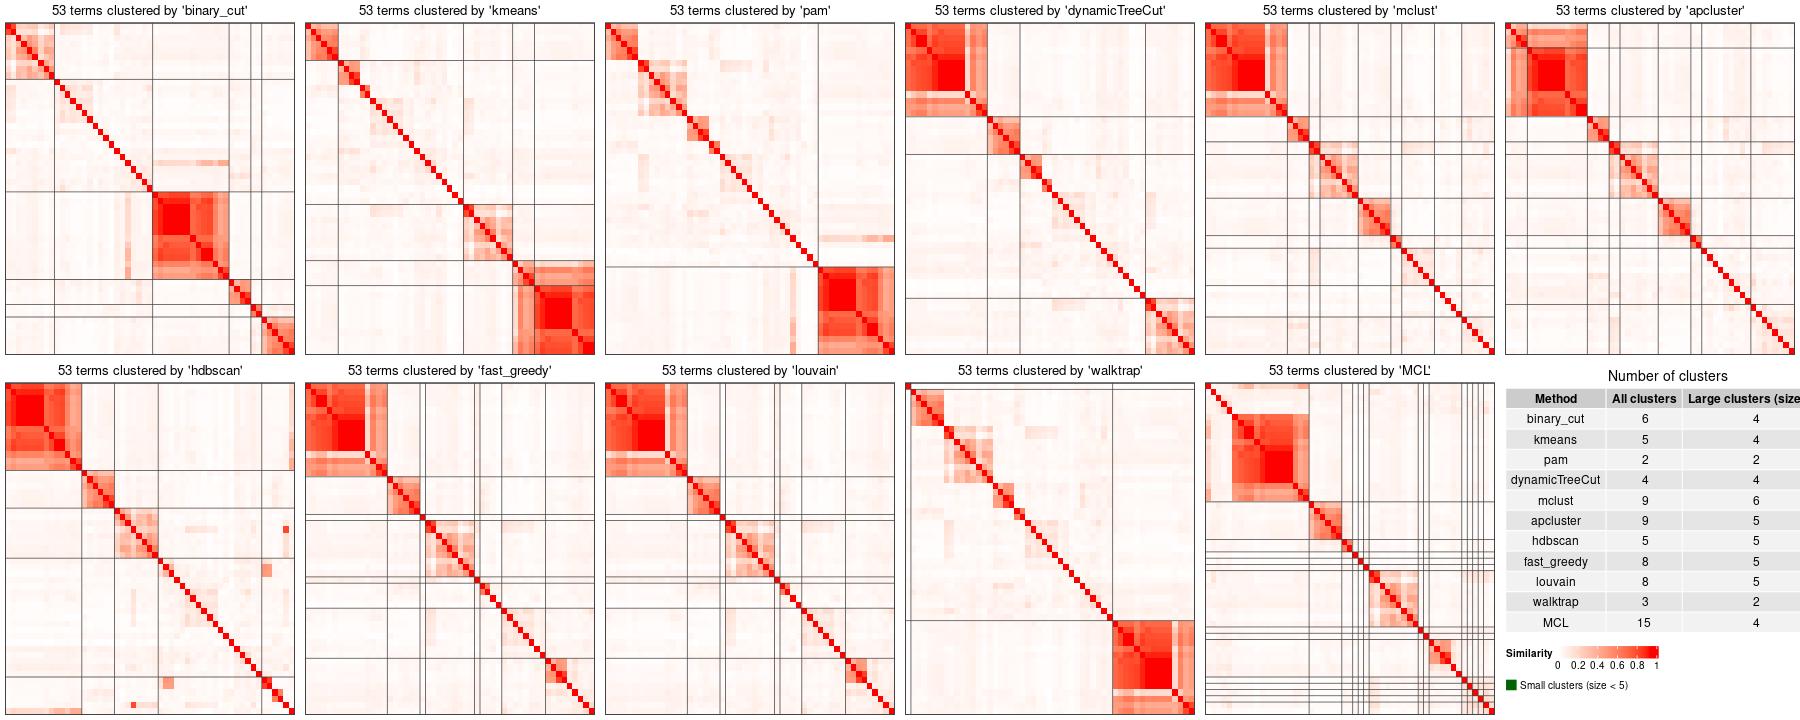 53 terms clustered by 'binary_cut'
53 terms clustered by 'kmeans'
53 terms clustered by 'pam'
53 terms clustered by 'dynamicTreeCut'
53 terms clustered by 'mclust'
53 terms clustered by 'apcluster'
53 terms clustered by 'hdbscan'
53 terms clustered by 'fast_greedy'
53 terms clustered by 'louvain'
53 terms clustered by 'walktrap'
53 terms clustered by 'MCL'
Number of clusters
Method All clusters Large clusters (size
binary_cut 6 4
kmeans 5 4
pam 2 2
dynamicTreeCut 4 4
mclust 9 6
apcluster 9 5
hdbscan 5 5
fast_greedy 8 5
louvain 8 5
walktrap 3 2
MCL 15 4
Similarity
0 0.2 0.4 0.6 0.8 1
Small clusters (size < 5)